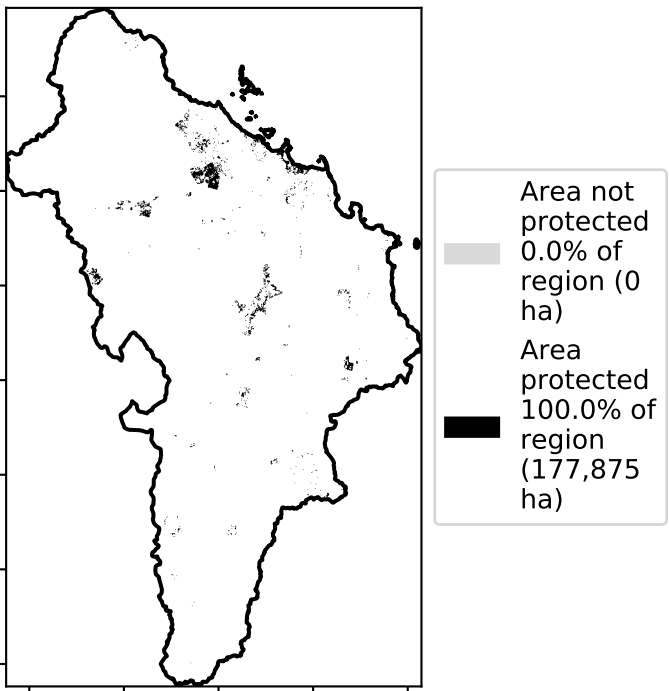 Area not
protected
0.0% of
region (0
ha)
Area
protected
100.0% of
region
(177,875
ha)